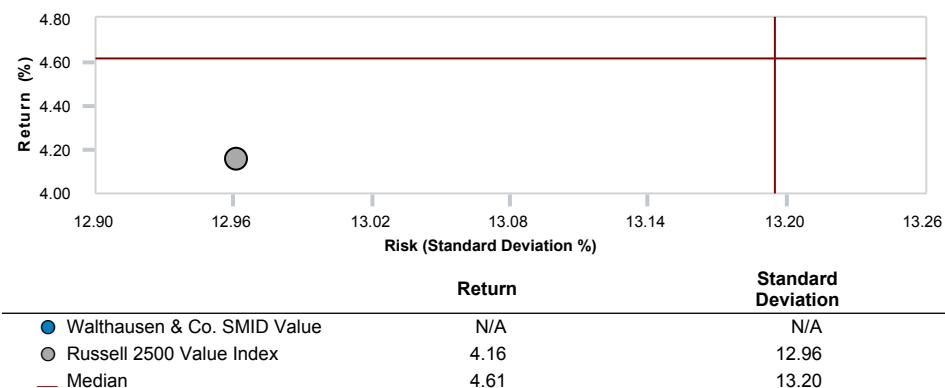 4.80
4.60
4.40
4.20
4.00
Return (%)
12.90 12.96 13.02 13.08 13.14 13.20 13.26
Risk (Standard Deviation %)
Return Standard Deviation
Walthausen & Co. SMID Value N/A N/A
Russell 2500 Value Index 4.16 12.96
Median 4.61 13.20